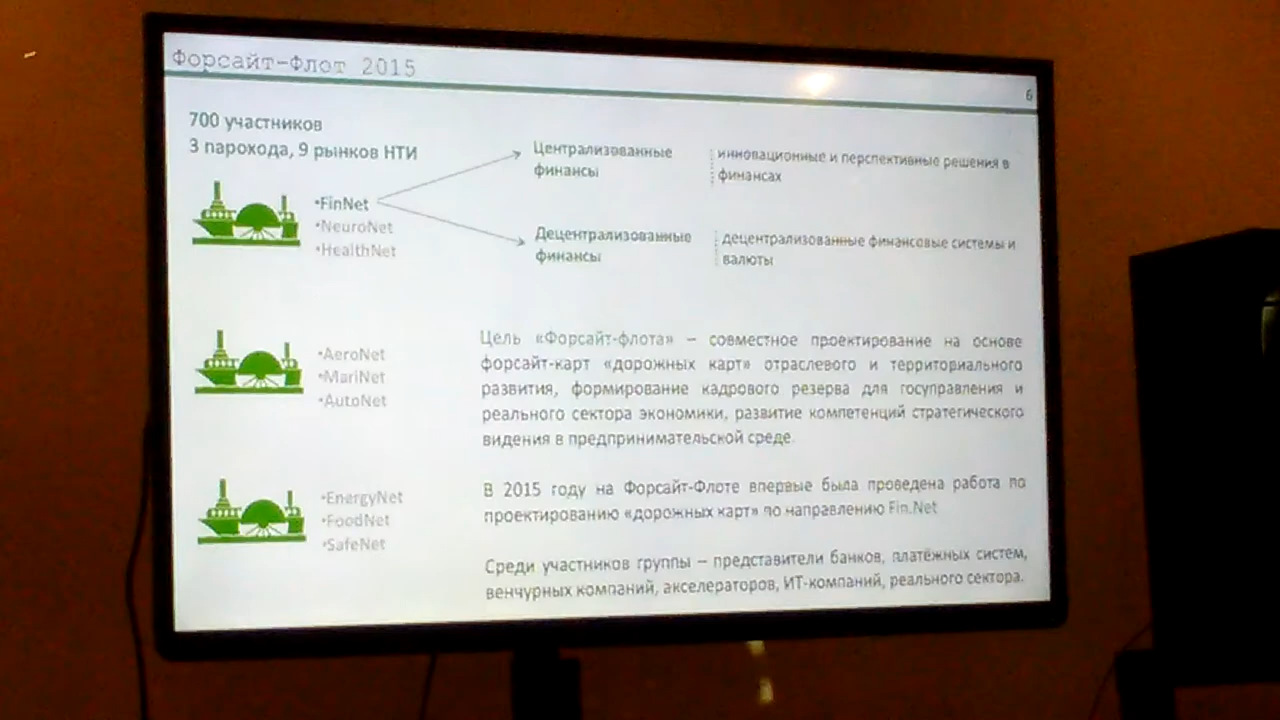 Форсайт-Флот 2015
6
700 участников
3 парохода, 9 рынков НТИ
•FinNet
•NeuroNet
•HealthNet
Централизованные
финансы
инновационные и перспективные решения в
финансах
Децентрализованные
финансы
децентрализованные финансовые системы и
валюты
•AeroNet
•MariNet
•AutoNet
Цель «Форсайт-флота» – совместное проектирование на основе
форсайт-карт «дорожных карт» отраслевого и территориального
развития, формирование кадрового резерва для госуправления и
реального сектора экономики, развитие компетенций стратегического
видения в предпринимательской среде.
•EnergyNet
•FoodNet
•SafeNet
В 2015 году на Форсайт-Флоте впервые была проведена работа по
проектированию «дорожных карт» по направлению Fin.Net
Среди участников группы – представители банков, платёжных систем,
венчурных компаний, акселераторов, ИТ-компаний, реального сектора.